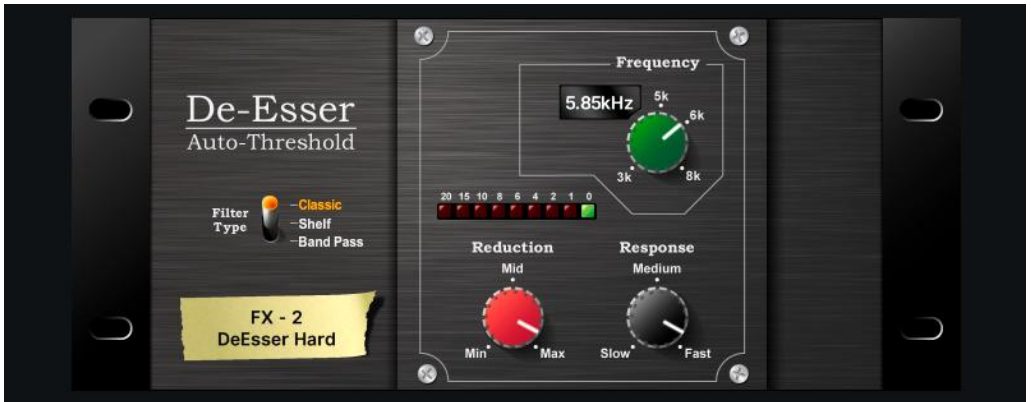 De-Esser
Auto-Threshold
Filter
Type
Classic
Shelf
Band Pass
FX - 2
DeEsser Hard
Frequency
5.85kHz
5k
6k
3k
8k
20 15 10 8 6 4 2 1 0
Reduction
Mid
Min
Max
Response
Medium
Slow
Fast